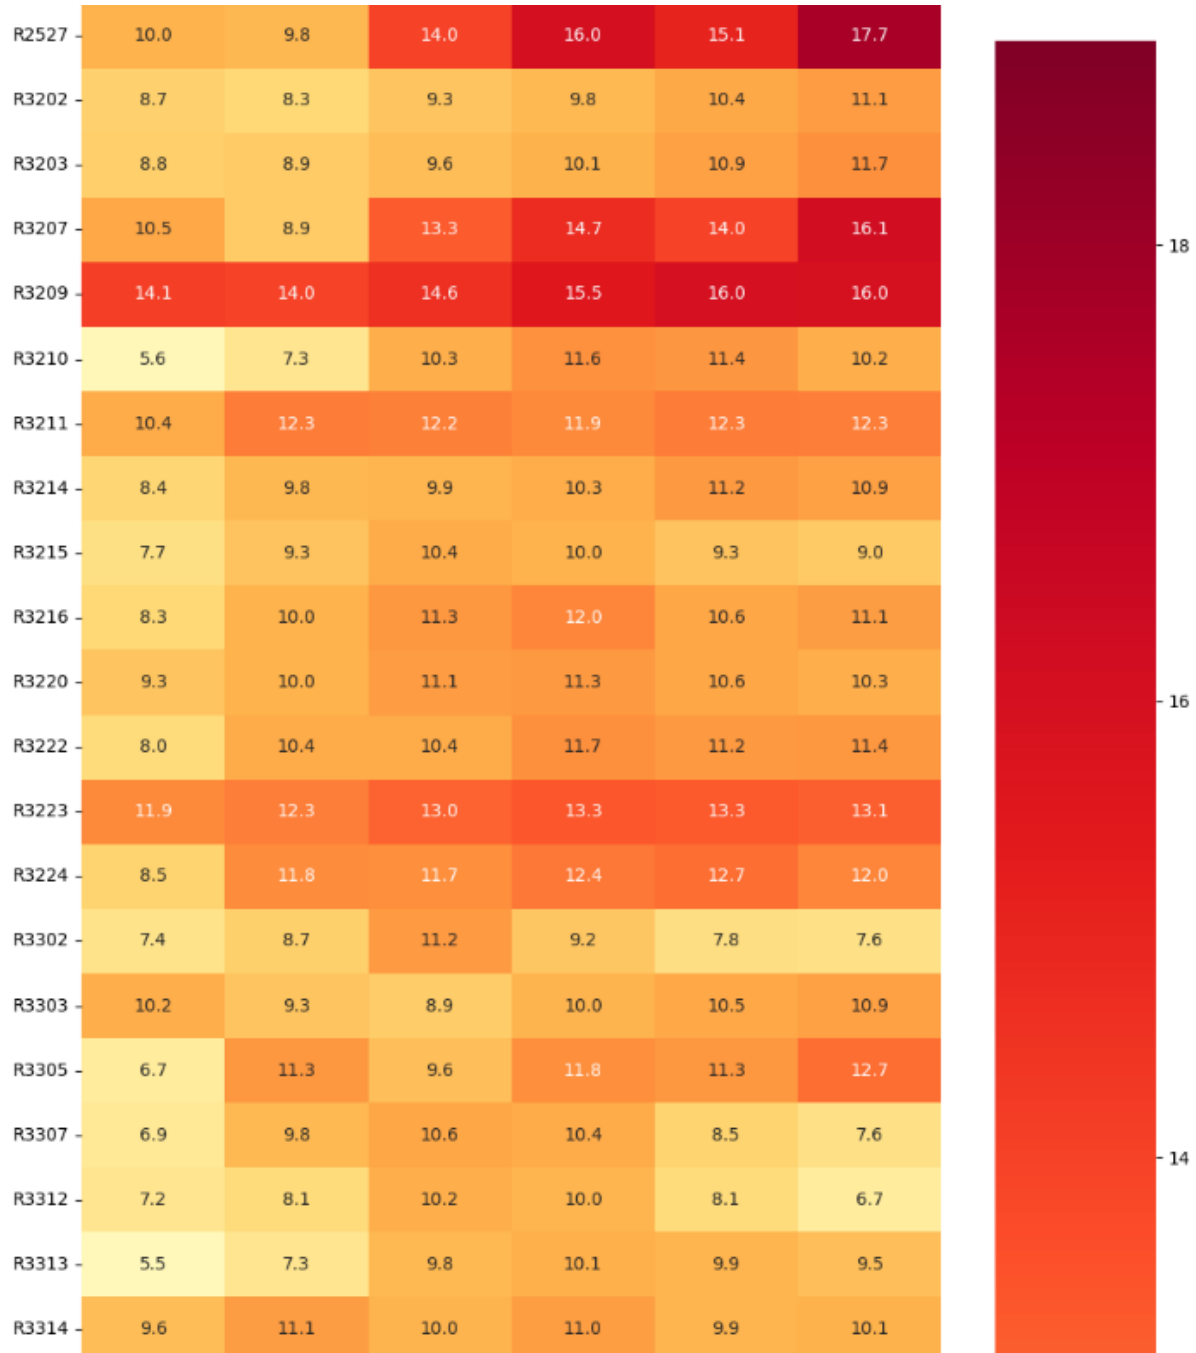 R2527 10.0 9.8 14.0 16.0 15.1 17.7
R3202 8.7 8.3 9.3 9.8 10.4 11.1
R3203 8.8 8.9 9.6 10.1 10.9 11.7
R3207 10.5 8.9 13.3 14.7 14.0 16.1
R3209 14.1 14.0 14.6 15.5 16.0 16.0
R3210 5.6 7.3 10.3 11.6 11.4 10.2
R3211 10.4 12.3 12.2 11.9 12.3 12.3
R3214 8.4 9.8 9.9 10.3 11.2 10.9
R3215 7.7 9.3 10.4 10.0 9.3 9.0
R3216 8.3 10.0 11.3 12.0 10.6 11.1
R3220 9.3 10.0 11.1 11.3 10.6 10.3
R3222 8.0 10.4 10.4 11.7 11.2 11.4
R3223 11.9 12.3 13.0 13.3 13.3 13.1
R3224 8.5 11.8 11.7 12.4 12.7 12.0
R3302 7.4 8.7 11.2 9.2 7.8 7.6
R3303 10.2 9.3 8.9 10.0 10.5 10.9
R3305 6.7 11.3 9.6 11.8 11.3 12.7
R3307 6.9 9.8 10.6 10.4 8.5 7.6
R3312 7.2 8.1 10.2 10.0 8.1 6.7
R3313 5.5 7.3 9.8 10.1 9.9 9.5
R3314 9.6 11.1 10.0 11.0 9.9 10.1
18
16
14